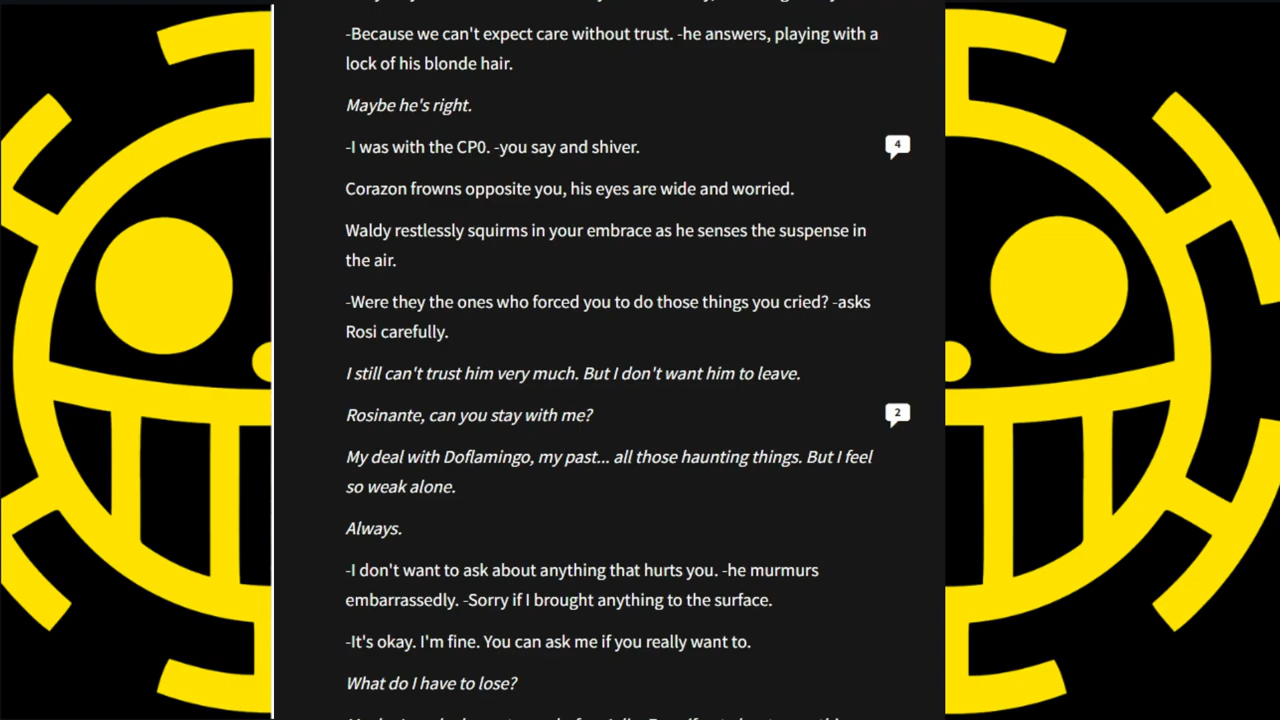 -Because we can't expect care without trust. -he answers, playing with a
lock of his blonde hair.
Maybe he's right.
-I was with the CP0. -you say and shiver.
4
Corazon frowns opposite you, his eyes are wide and worried.
Waldy restlessly squirms in your embrace as he senses the suspense in
the air.
-Were they the ones who forced you to do those things you cried? -asks
Rosi carefully.
I still can't trust him very much. But I don't want him to leave.
Rosinante, can you stay with me?
2
My deal with Doflamingo, my past... all those haunting things. But I feel
so weak alone.
Always.
-I don't want to ask about anything that hurts you. -he murmurs
embarrassedly. -Sorry if I brought anything to the surface.
-It's okay. I'm fine. You can ask me if you really want to.
What do I have to lose?